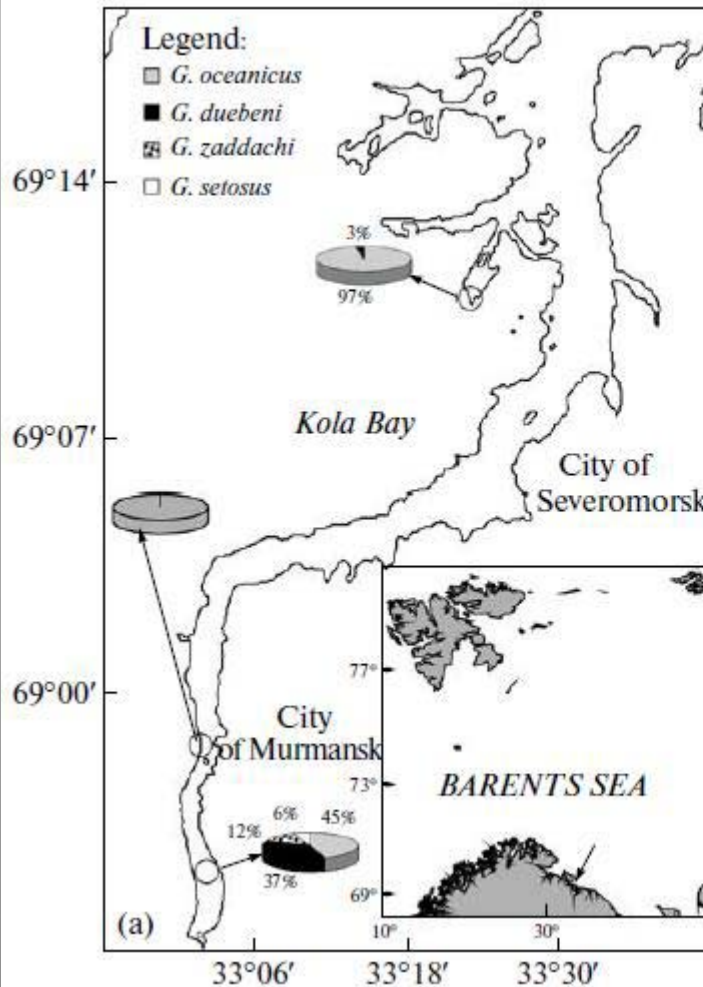 Legend:
G. oceanicus
G. duebeni
G. zaddachi
G. setosus
69°14′
3%
97%
69°07′
Kola Bay
City of
Severomorsk
69°00′
City
of Murmansk
77°
73°
BARENTS SEA
69°
10°
30°
6%
45%
12%
37%
(a)
33°06′
33°18′
33°30′